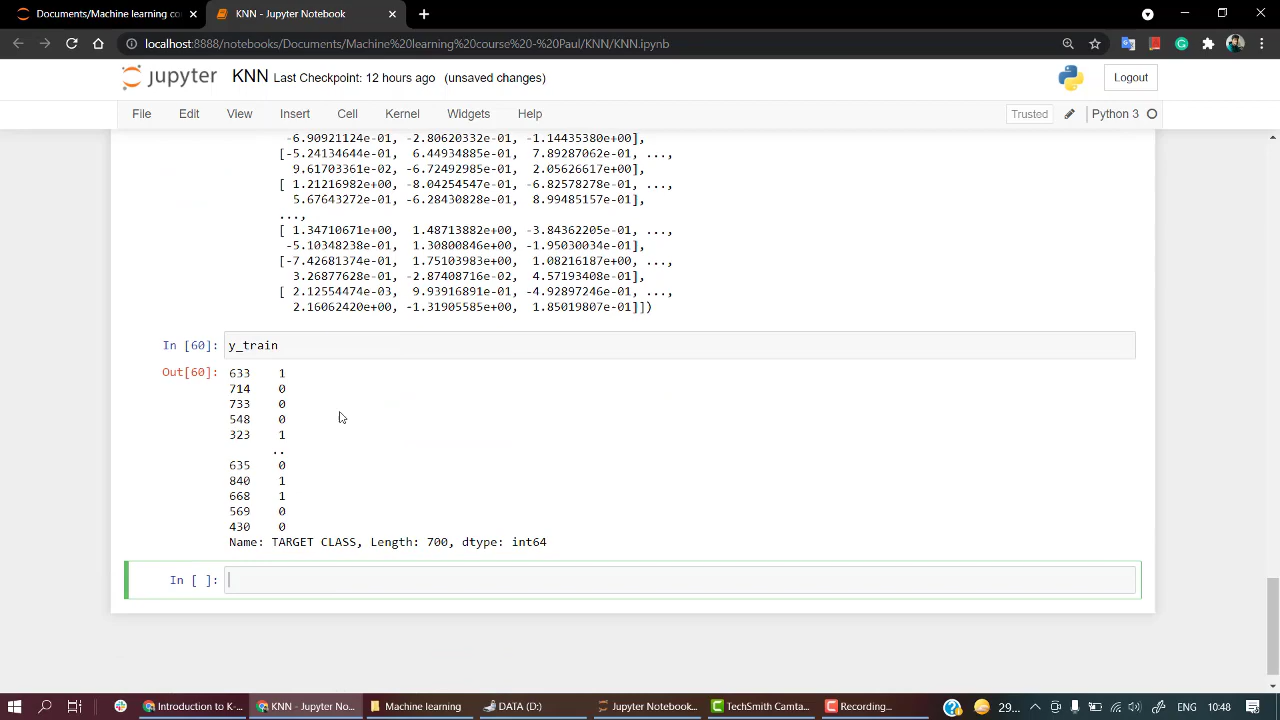 Documents/Machine learning co
KNN - Jupyter Notebook
localhost:8888/notebooks/Documents/Machine%20learning%20course%20-%20Paul/KNN/KNN.ipynb
jupyter KNN Last Checkpoint: 12 hours ago (unsaved changes)
Logout
File Edit View Insert Cell Kernel Widgets Help
Trusted
Python 3
-6.90921124e-01, -2.80620332e-01, -1.14435380e+00],
[-5.24134644e-01, 6.44934885e-01, 7.89287062e-01, ...,
9.61703361e-02, -6.72492985e-01, 2.05626617e+00],
[ 1.21216982e+00, -8.04254547e-01, -6.82578278e-01, ...,
5.67643272e-01, -6.28430828e-01, 8.99485157e-01],
...,
[ 1.34710671e+00, 1.48713882e+00, -3.84362205e-01, ...,
-5.10348238e-01, 1.30800846e+00, -1.95030034e-01],
[-7.42681374e-01, 1.75103983e+00, 1.08216187e+00, ...,
3.26877628e-01, -2.87408716e-02, 4.57193408e-01],
[ 2.12554474e-03, 9.93916891e-01, -4.92897246e-01, ...,
2.16062420e+00, -1.31905585e+00, 1.85019807e-01]])
In [60]: y_train
Out[60]: 633 1
714 0
733 0
548 0
323 1
..
635 0
840 1
668 1
569 0
430 0
Name: TARGET CLASS, Length: 700, dtype: int64
In [ ]:
Introduction to K-...
KNN - Jupyter No...
Machine learning
DATA (D:)
Jupyter Notebook...
TechSmith Camta...
Recording...
29...
ENG
10:48